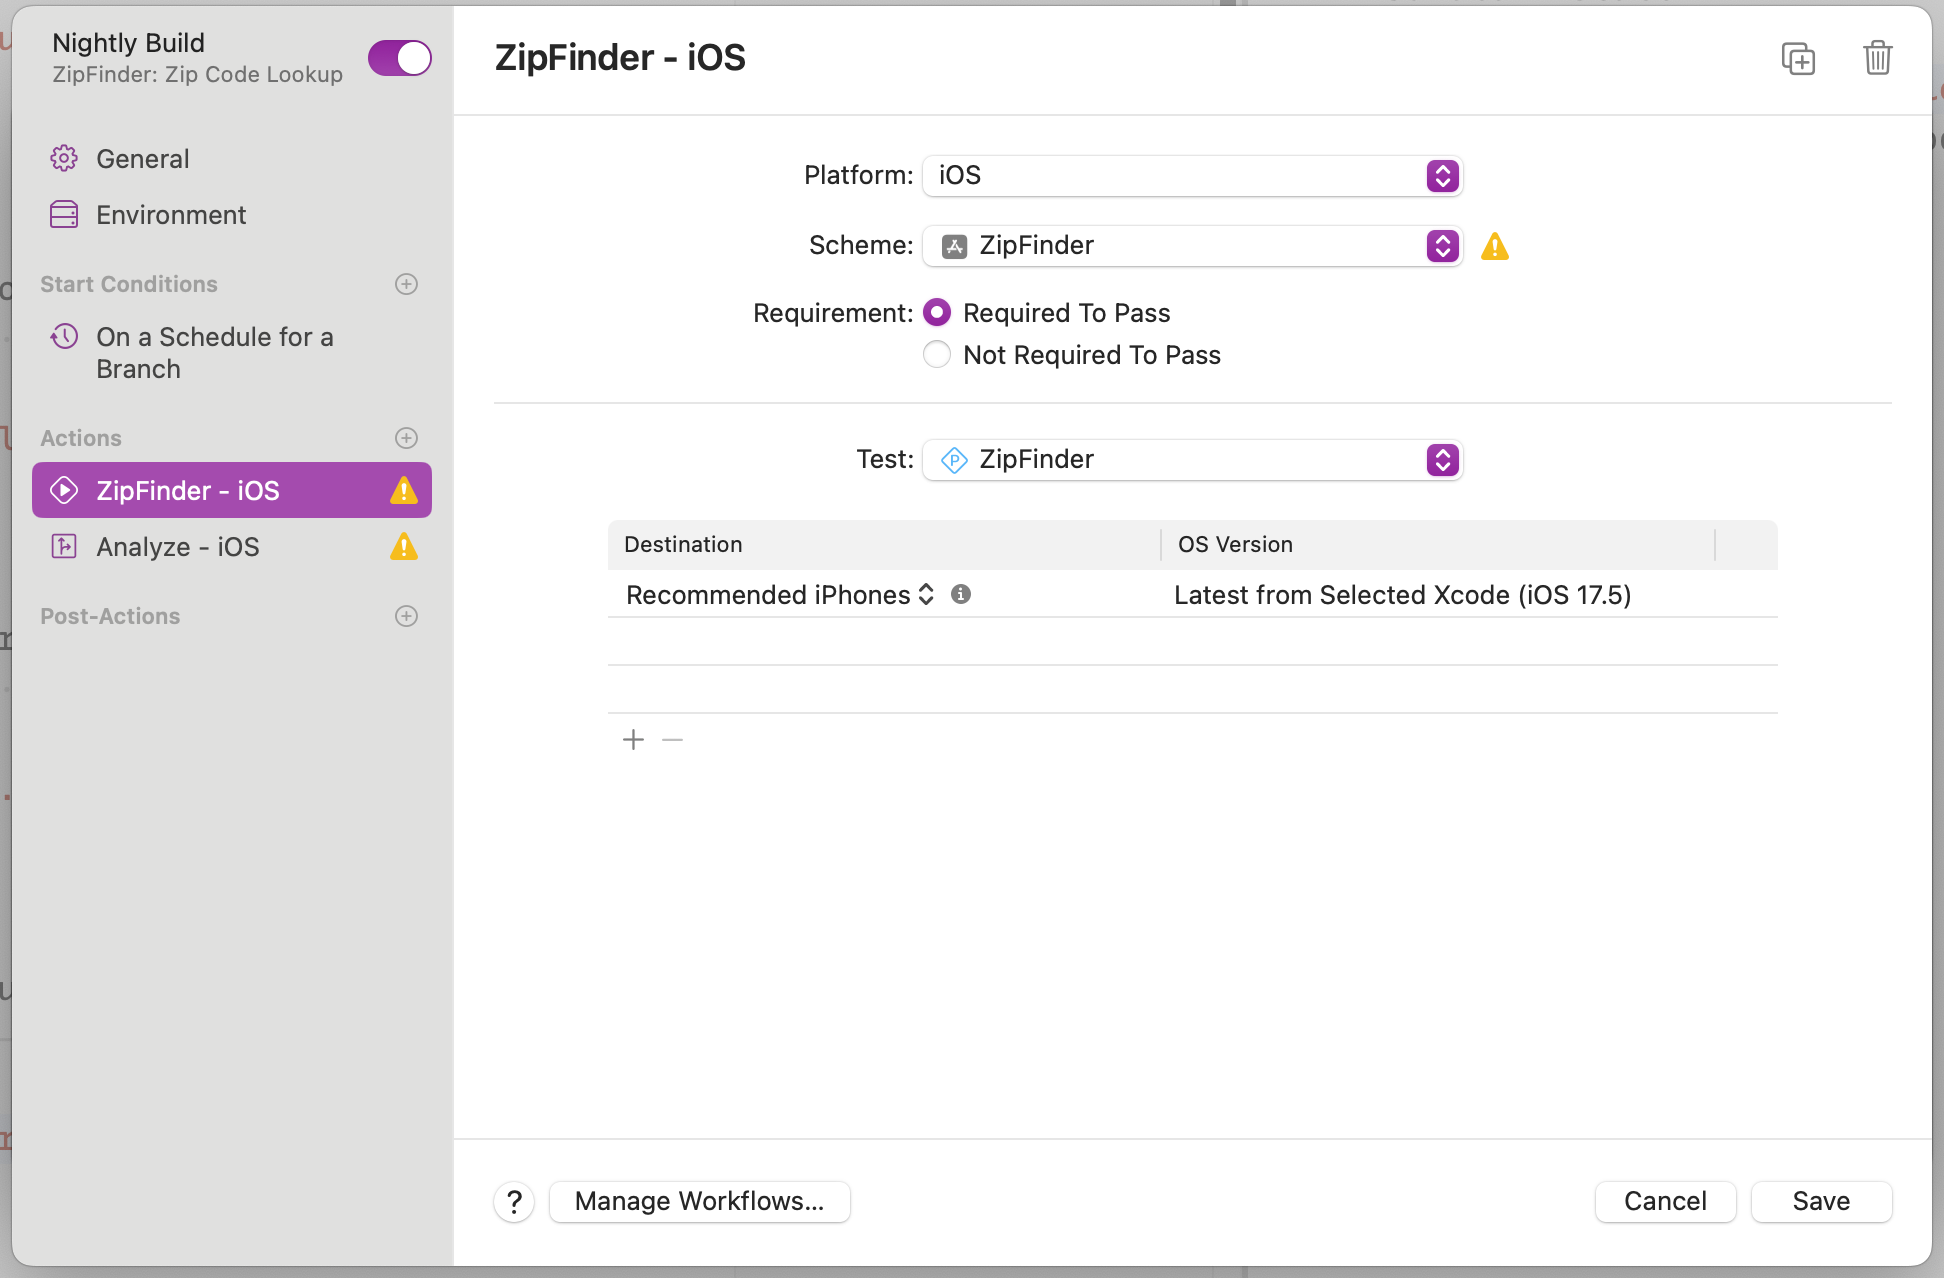 Nightly Build
ZipFinder: Zip Code Lookup
General
Environment
Start Conditions
On a Schedule for a
Branch
Actions
ZipFinder - iOS
Analyze - iOS
Post-Actions
ZipFinder - iOS
Platform: iOS
Scheme: ZipFinder
Requirement: Required To Pass
Not Required To Pass
Test: P ZipFinder
Destination OS Version
Recommended iPhones Latest from Selected Xcode (iOS 17.5)
? Manage Workflows... Cancel Save